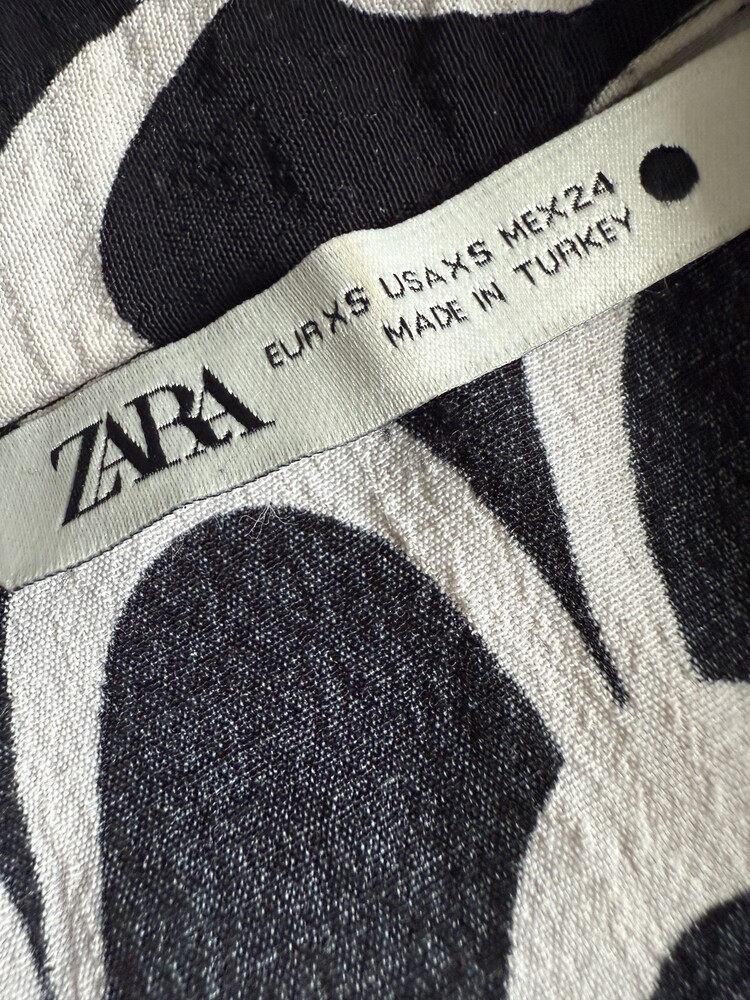 ZARA
EUR XS USA XS MEX 24
MADE IN TURKEY